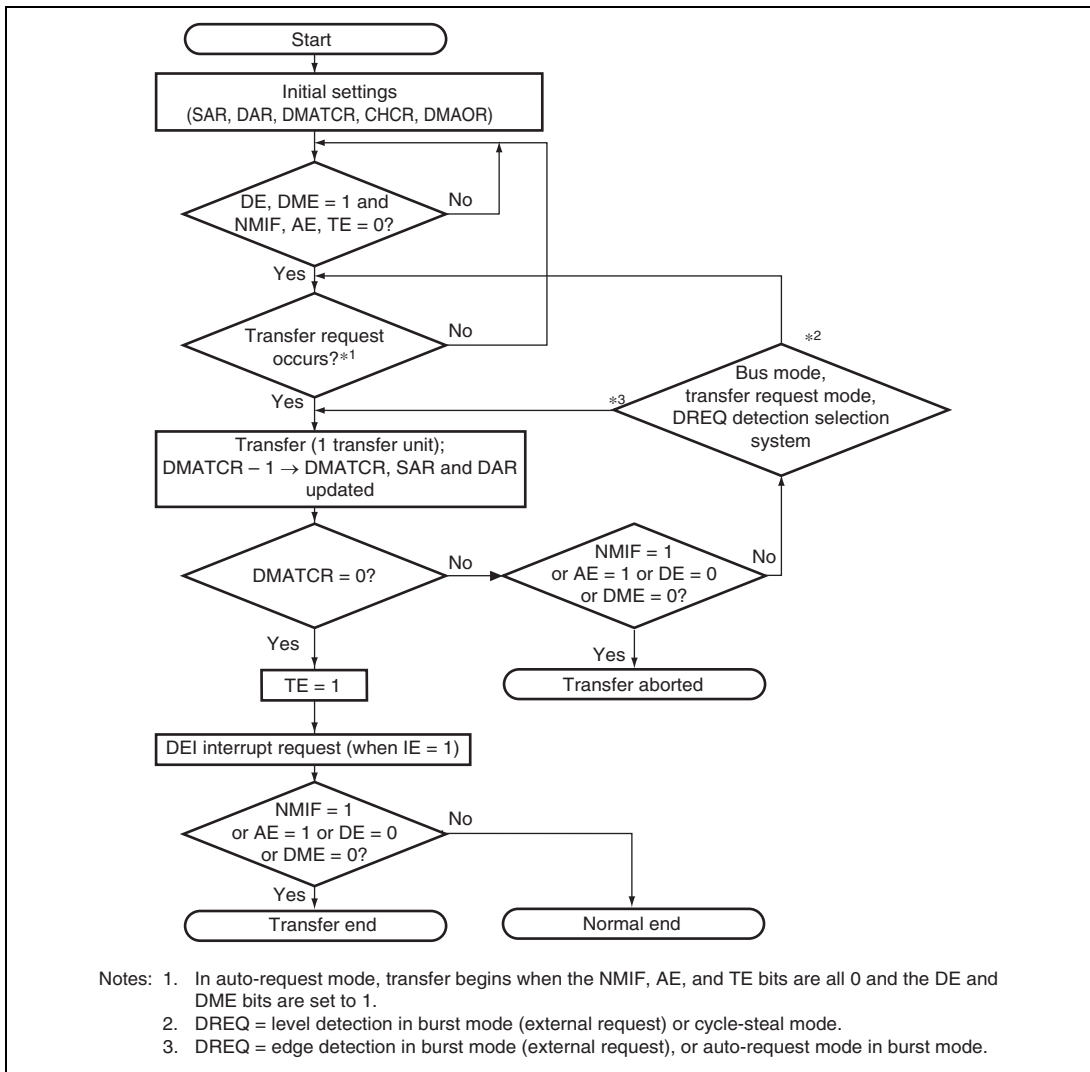 Start
Initial settings
(SAR, DAR, DMATCR, CHCR, DMAOR)
DE, DME = 1 and
NMIF, AE, TE = 0?
No
Yes
Transfer request
occurs?*1
No
Yes
*2
Bus mode,
transfer request mode,
DREQ detection selection
system
*3
Transfer (1 transfer unit);
DMATCR – 1 → DMATCR, SAR and DAR
updated
DMATCR = 0?
No
NMIF = 1
or AE = 1 or DE = 0
or DME = 0?
No
Yes
Yes
Transfer aborted
TE = 1
DEI interrupt request (when IE = 1)
NMIF = 1
or AE = 1 or DE = 0
or DME = 0?
No
Yes
Transfer end
Normal end
Notes: 1. In auto-request mode, transfer begins when the NMIF, AE, and TE bits are all 0 and the DE and
DME bits are set to 1.
2. DREQ = level detection in burst mode (external request) or cycle-steal mode.
3. DREQ = edge detection in burst mode (external request), or auto-request mode in burst mode.